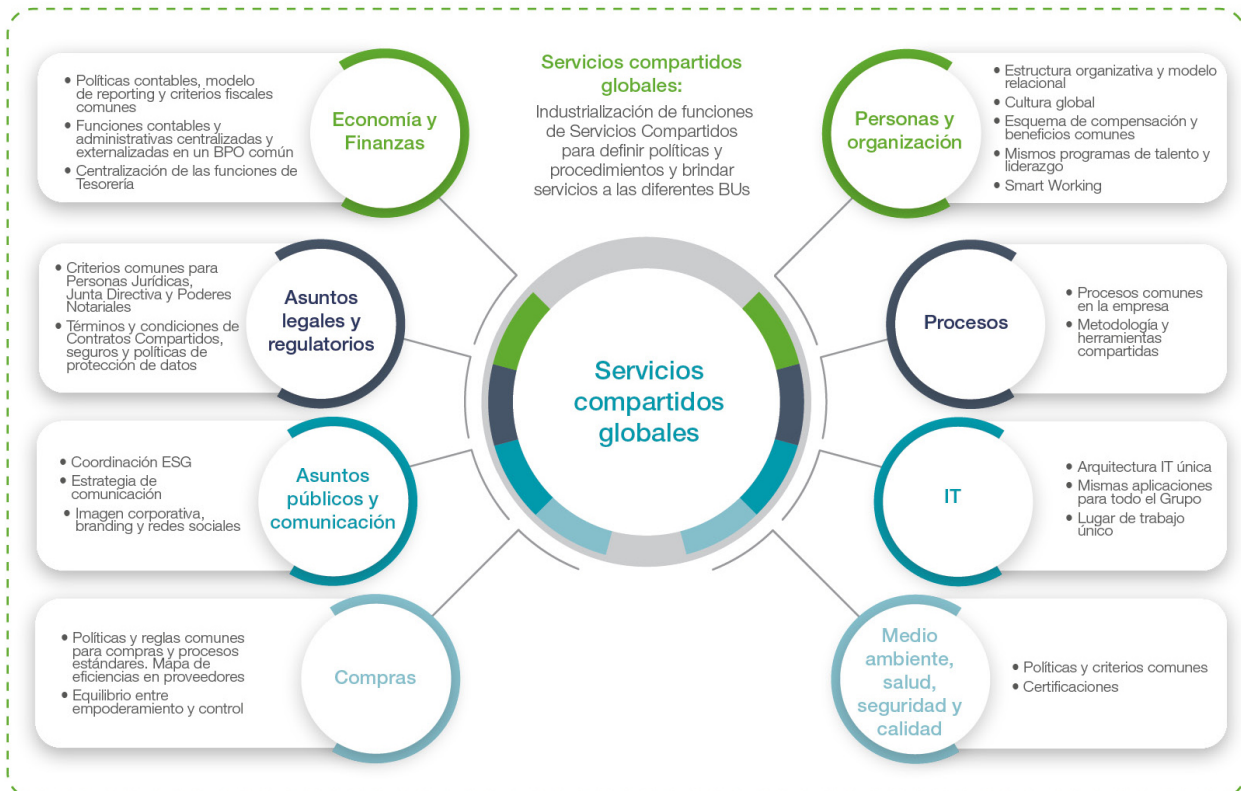 Servicios compartidos
globales:
Industrialización de funciones
de Servicios Compartidos
para definir políticas y
procedimientos y brindar
servicios a las diferentes BUs
• Políticas contables, modelo
de reporting y criterios fiscales
comunes
• Funciones contables y
administrativas centralizadas y
externalizadas en un BPO común
• Centralización de las funciones de
Tesorería
Economía y
Finanzas
Personas y
organización
• Estructura organizativa y modelo
relacional
• Cultura global
• Esquema de compensación y
beneficios comunes
• Mismos programas de talento y
liderazgo
• Smart Working
• Criterios comunes para
Personas Jurídicas,
Junta Directiva y Poderes
Notariales
• Términos y condiciones de
Contratos Compartidos,
seguros y políticas de
protección de datos
Asuntos
legales y
regulatorios
Procesos
• Procesos comunes
en la empresa
• Metodología y
herramientas
compartidas
Servicios
compartidos
globales
• Coordinación ESG
• Estrategia de
comunicación
• Imagen corporativa,
branding y redes sociales
Asuntos
públicos y
comunicación
IT
• Arquitectura IT única
• Mismas aplicaciones
para todo el Grupo
• Lugar de trabajo
único
• Políticas y reglas comunes
para compras y procesos
estándares. Mapa de
eficiencias en proveedores
• Equilibrio entre
empoderamiento y control
Compras
Medio
ambiente,
salud,
seguridad y
calidad
• Políticas y criterios comunes
• Certificaciones